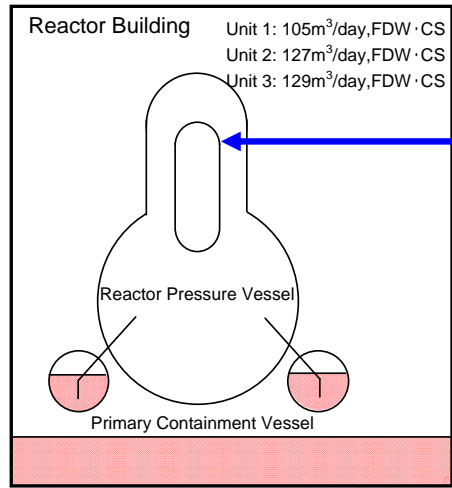 Reactor Building
Unit 1: 105m³/day,FDW･CS
Unit 2: 127m³/day,FDW･CS
Unit 3: 129m³/day,FDW･CS
Reactor Pressure Vessel
Primary Containment Vessel